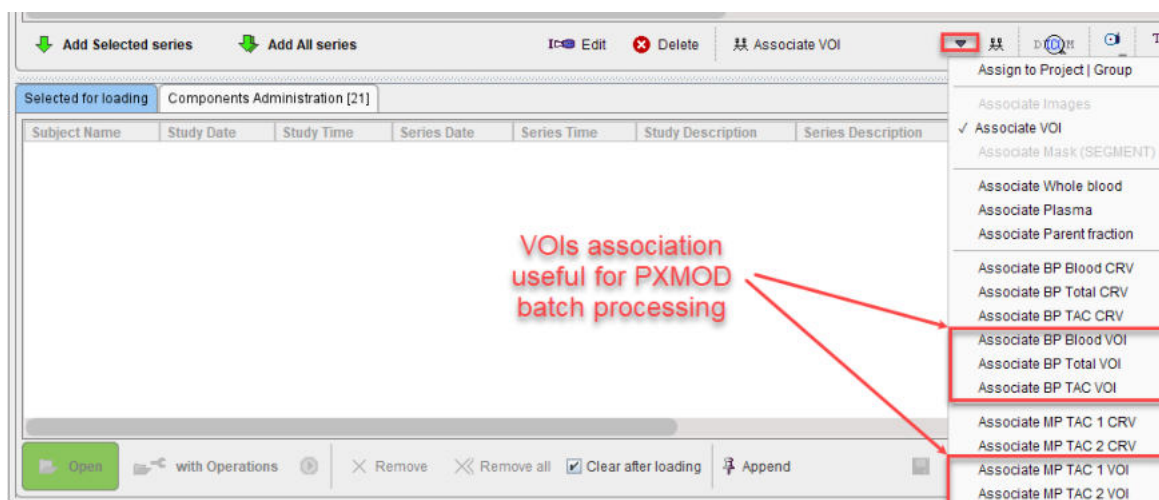 Add Selected series Add All series Edit Delete Associate VOI
Assign to Project | Group
Selected for loading Components Administration [21]
Associate Images
Subject Name Study Date Study Time Series Date Series Time Study Description Series Description
✓ Associate VOI
Associate Mask (SEGMENT)
Associate Whole blood
Associate Plasma
Associate Parent fraction
VOIs association
useful for PXMOD
batch processing
Associate BP Blood CRV
Associate BP Total CRV
Associate BP TAC CRV
Associate BP Blood VOI
Associate BP Total VOI
Associate BP TAC VOI
Associate MP TAC 1 CRV
Associate MP TAC 2 CRV
Associate MP TAC 1 VOI
Associate MP TAC 2 VOI
Open with Operations Remove Remove all Clear after loading Append